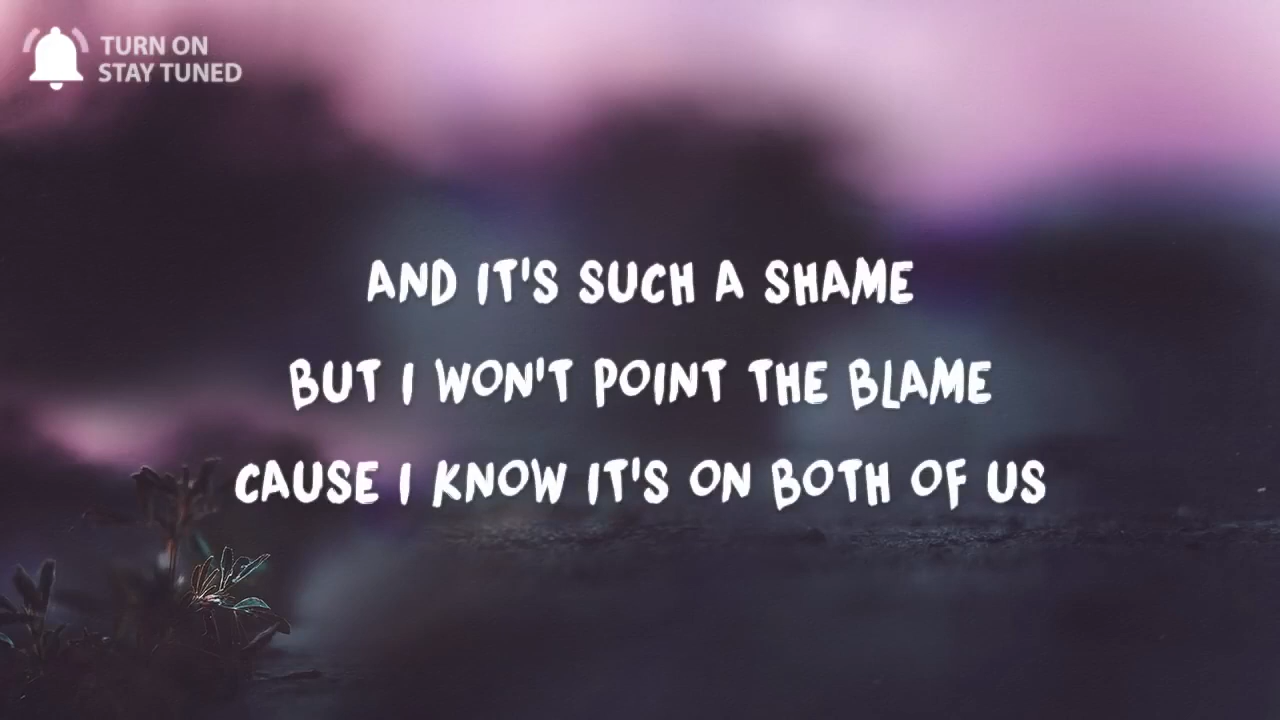 TURN ON
STAY TUNED
AND IT'S SUCH A SHAME
BUT I WON'T POINT THE BLAME
CAUSE I KNOW IT'S ON BOTH OF US